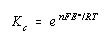 K_c = e^{nFE°/RT}